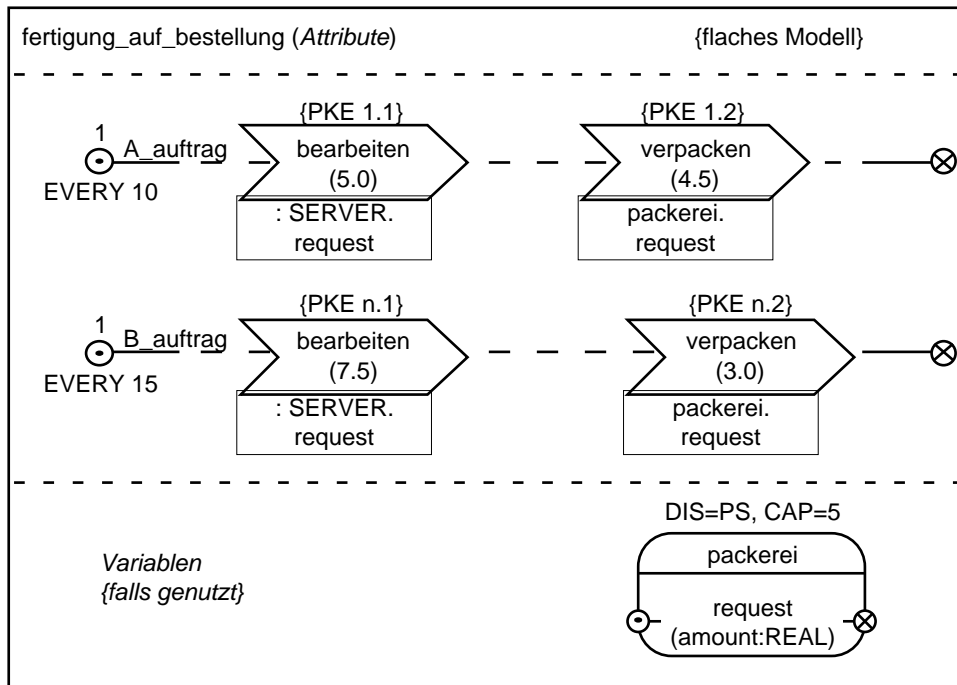 fertigung_auf_bestellung (Attribute) {flaches Modell}
{PKE 1.1} {PKE 1.2}
1
A_auftrag bearbeiten verpacken
(5.0) (4.5)
EVERY 10
: SERVER. packerei.
request request
{PKE n.1} {PKE n.2}
1
B_auftrag bearbeiten verpacken
(7.5) (3.0)
EVERY 15
: SERVER. packerei.
request request
DIS=PS, CAP=5
packerei
Variablen
{falls genutzt}
request
(amount:REAL)